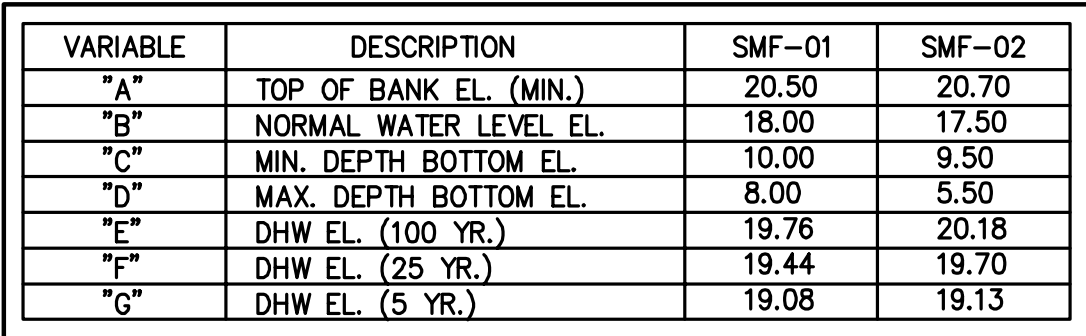 VARIABLE DESCRIPTION SMF-01 SMF-02
"A" TOP OF BANK EL. (MIN.) 20.50 20.70
"B" NORMAL WATER LEVEL EL. 18.00 17.50
"C" MIN. DEPTH BOTTOM EL. 10.00 9.50
"D" MAX. DEPTH BOTTOM EL. 8.00 5.50
"E" DHW EL. (100 YR.) 19.76 20.18
"F" DHW EL. (25 YR.) 19.44 19.70
"G" DHW EL. (5 YR.) 19.08 19.13